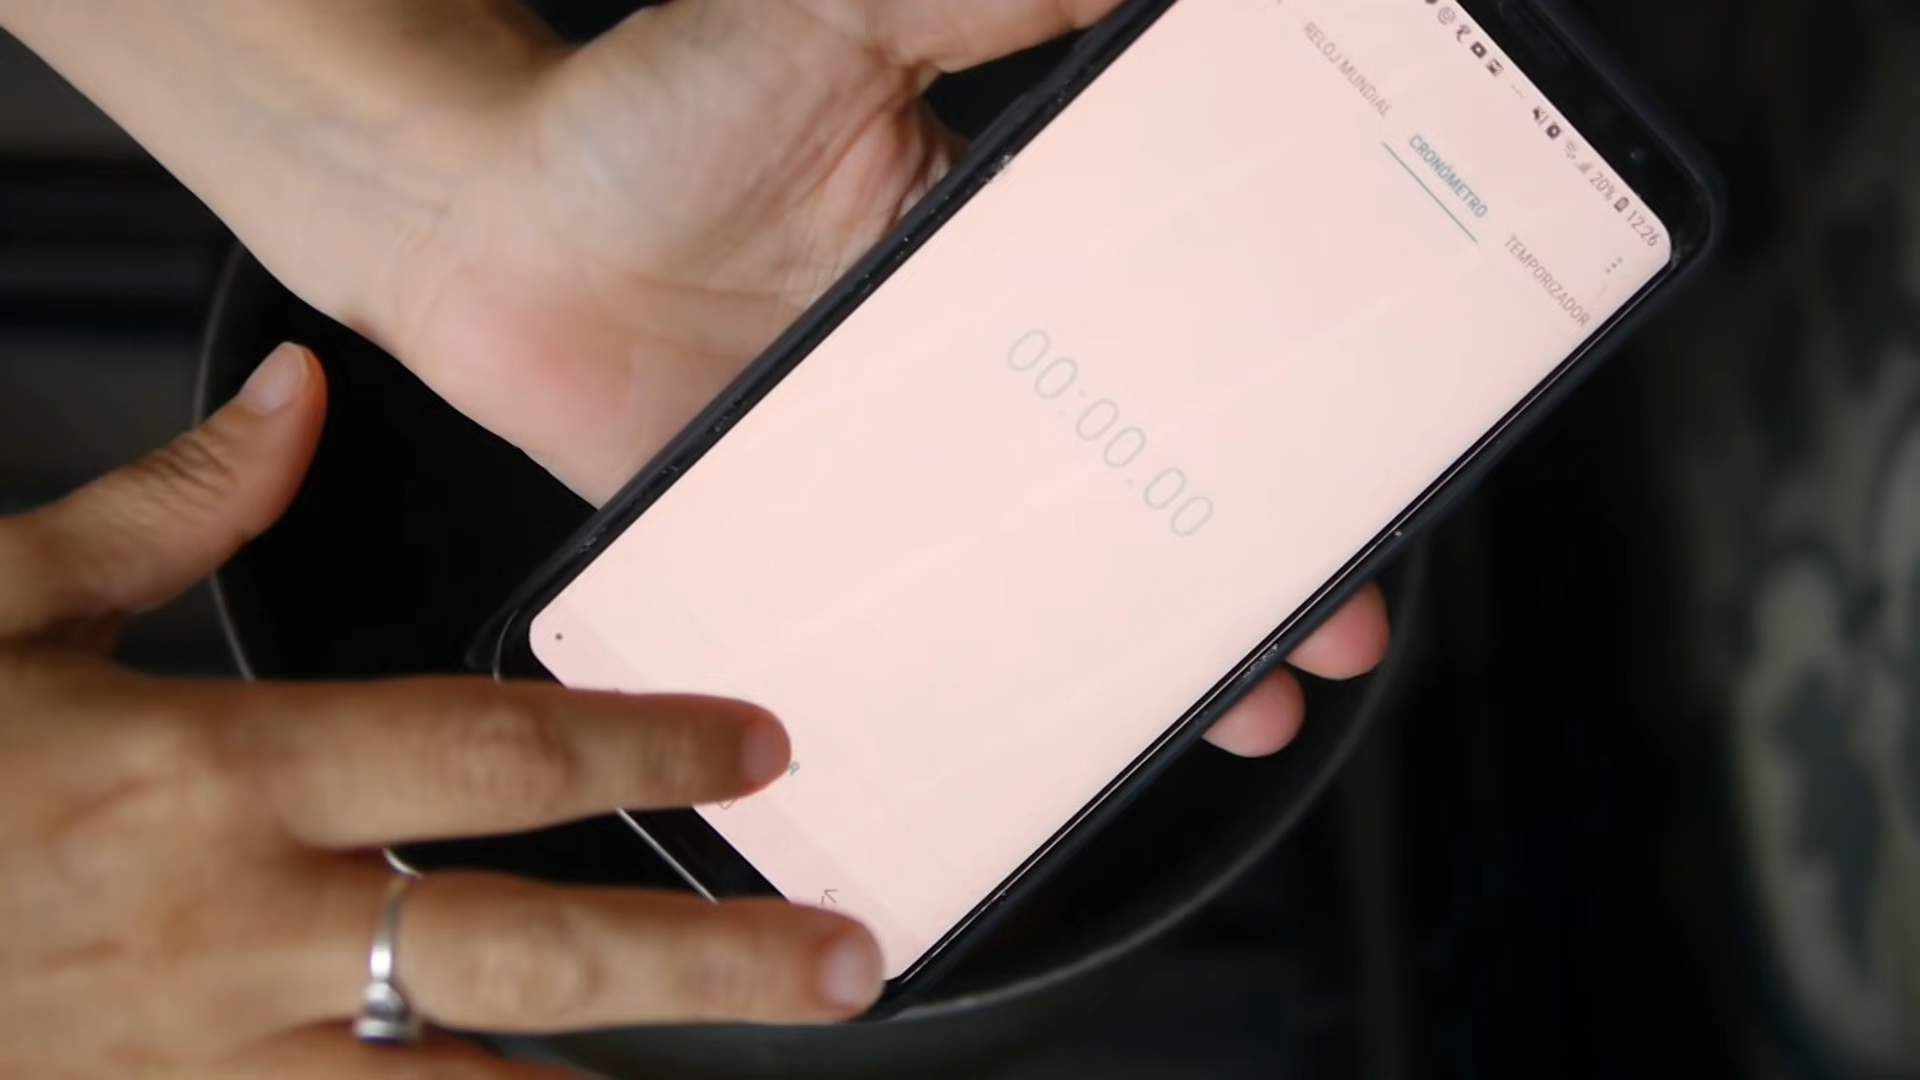 20% 12:26
RELOJ MUNDIAL
CRONÓMETRO
TEMPORIZADOR
00:00.00